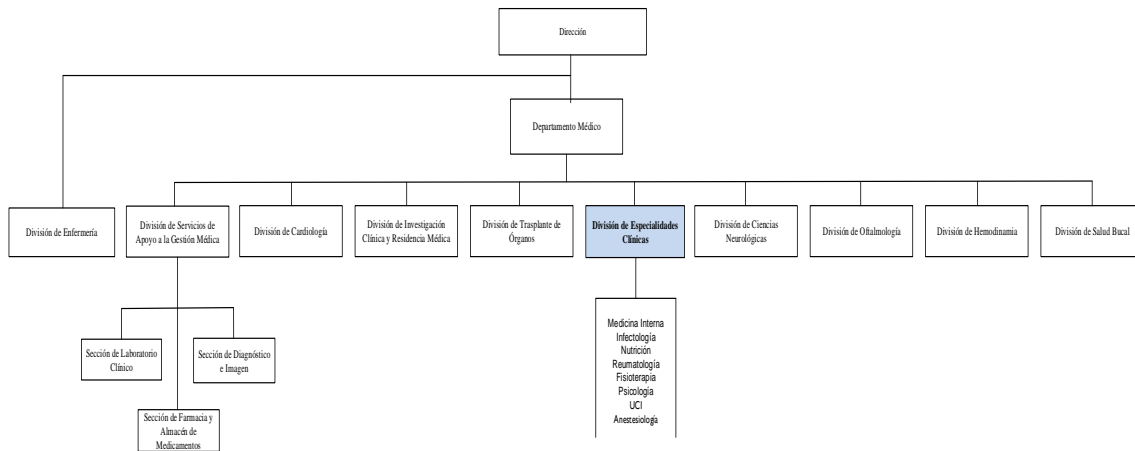 Dirección
Departamento Médico
División de Enfermería
División de Servicios de
Apoyo a la Gestión Médica
División de Cardiología
División de Investigación
Clínica y Residencia Médica
División de Trasplante de
Órganos
División de Especialidades
Clínicas
División de Ciencias
Neurológicas
División de Oftalmología
División de Hemodinamia
División de Salud Bucal
Sección de Laboratorio
Clínico
Sección de Diagnóstico
e Imagen
Sección de Farmacia y
Almacén de
Medicamentos
Medicina Interna
Infectología
Nutrición
Reumatología
Fisioterapia
Psicología
UCI
Anestesiología